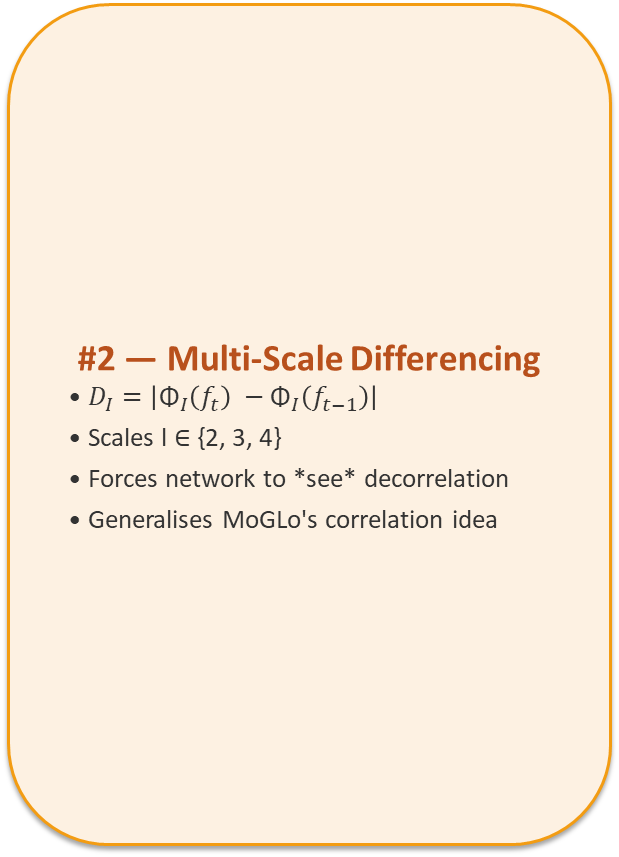 #2 — Multi-Scale Differencing
• D_I = |Φ_I(f_t) − Φ_I(f_{t−1})|
• Scales l ∈ {2, 3, 4}
• Forces network to *see* decorrelation
• Generalises MoGLo's correlation idea